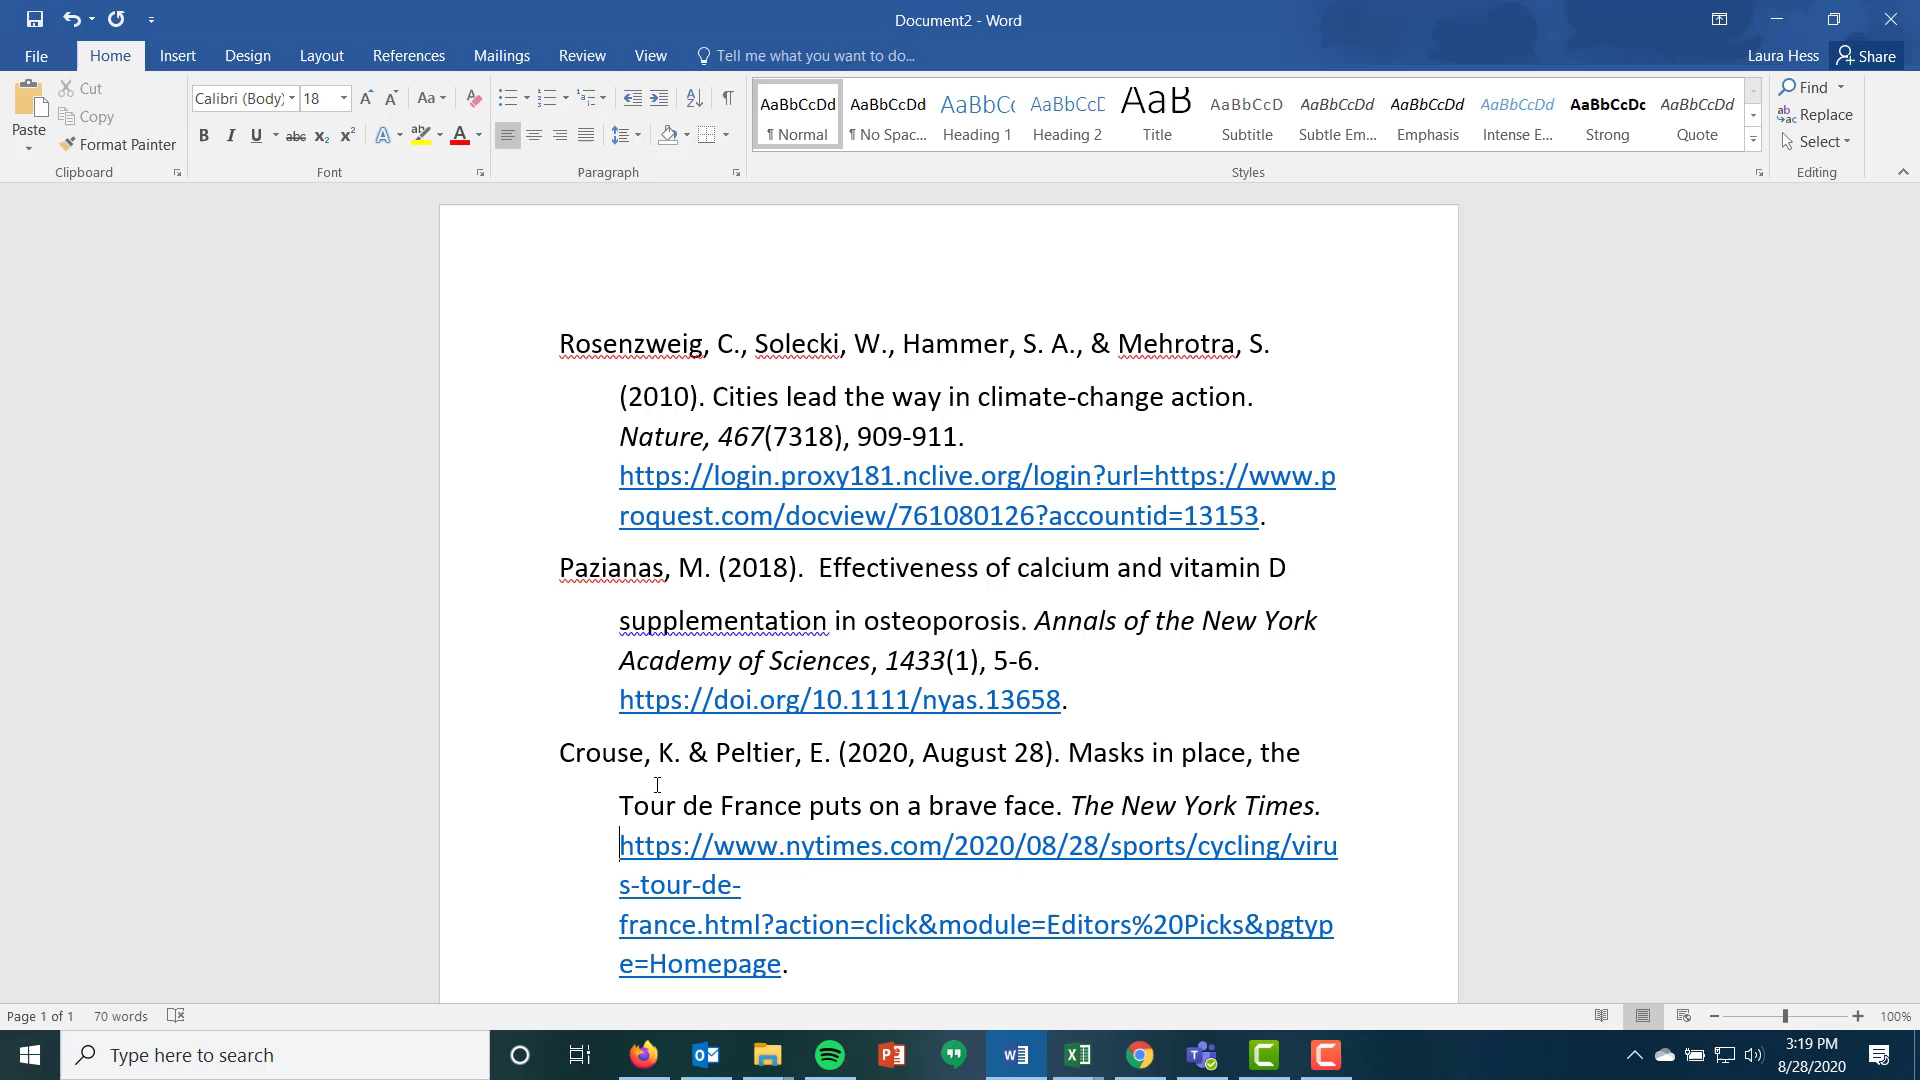 Document2 - Word
File Home Insert Design Layout References Mailings Review View Tell me what you want to do... Laura Hess Share
Paste
Cut
Copy
Format Painter
Clipboard
Calibri (Body) 18
Font
Paragraph
AaBbCcDd AaBbCcDd AaBbC AaBbCcD AaB AaBbCcD AaBbCcDd AaBbCcDd AaBbCcDd AaBbCcDc AaBbCcDd
¶ Normal ¶ No Spac... Heading 1 Heading 2 Title Subtitle Subtle Em... Emphasis Intense E... Strong Quote
Styles
Find
Replace
Select
Editing
Rosenzweig, C., Solecki, W., Hammer, S. A., & Mehrotra, S.
(2010). Cities lead the way in climate-change action.
Nature, 467(7318), 909-911.
https://login.proxy181.nclive.org/login?url=https://www.p
roquest.com/docview/761080126?accountid=13153.
Pazianas, M. (2018).  Effectiveness of calcium and vitamin D
supplementation in osteoporosis. Annals of the New York
Academy of Sciences, 1433(1), 5-6.
https://doi.org/10.1111/nyas.13658.
Crouse, K. & Peltier, E. (2020, August 28). Masks in place, the
Tour de France puts on a brave face. The New York Times.
https://www.nytimes.com/2020/08/28/sports/cycling/viru
s-tour-de-
france.html?action=click&module=Editors%20Picks&pgtyp
e=Homepage.
Page 1 of 1 70 words 100%
Type here to search
3:19 PM
8/28/2020